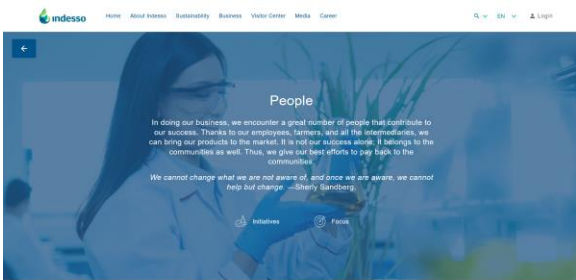 indesso
Home About Indesso Sustainability Business Visitor Center Media Career
EN Login
People
In doing our business, we encounter a great number of people that contribute to
our success. Thanks to our employees, farmers, and all the intermediaries, we
can bring our products to the market. It is not our success alone; it belongs to the
communities as well. Thus, we give our best efforts to pay back to the
communities.
We cannot change what we are not aware of, and once we are aware, we cannot
help but change. —Sherly Sandberg.
Initiatives Focus